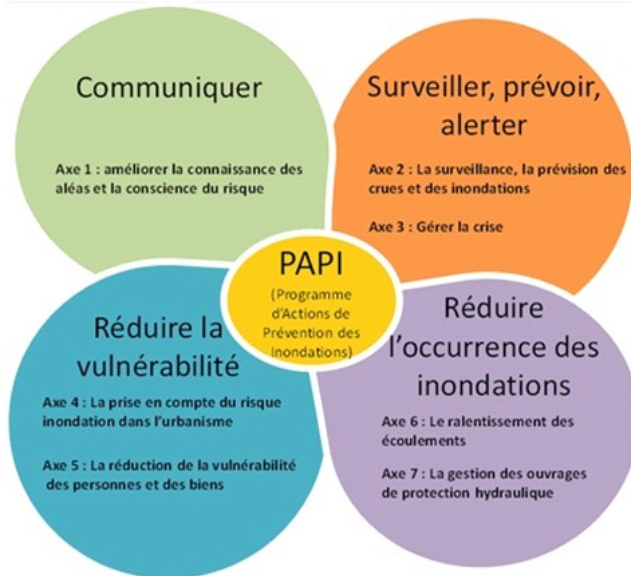 Communiquer
Axe 1 : améliorer la connaissance des
aléas et la conscience du risque
Surveiller, prévoir,
alerter
Axe 2 : La surveillance, la prévision des
crues et des inondations
Axe 3 : Gérer la crise
PAPI
(Programme
d'Actions de
Prévention des
Inondations)
Réduire la
vulnérabilité
Axe 4 : La prise en compte du risque
inondation dans l'urbanisme
Axe 5 : La réduction de la vulnérabilité
des personnes et des biens
Réduire
l'occurrence des
inondations
Axe 6 : Le ralentissement des
écoulements
Axe 7 : La gestion des ouvrages
de protection hydraulique